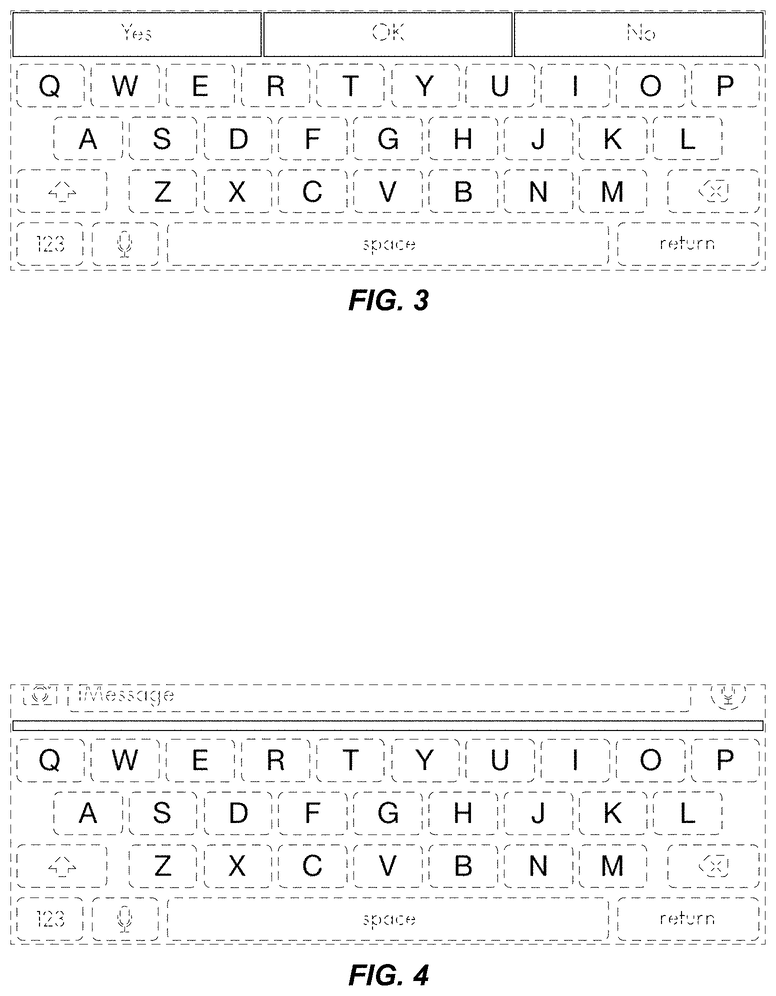 Yes OK No
Q W E R T Y U I O P
A S D F G H J K L
Z X C V B N M
123 space return
FIG. 3
iMessage
Q W E R T Y U I O P
A S D F G H J K L
Z X C V B N M
123 space return
FIG. 4